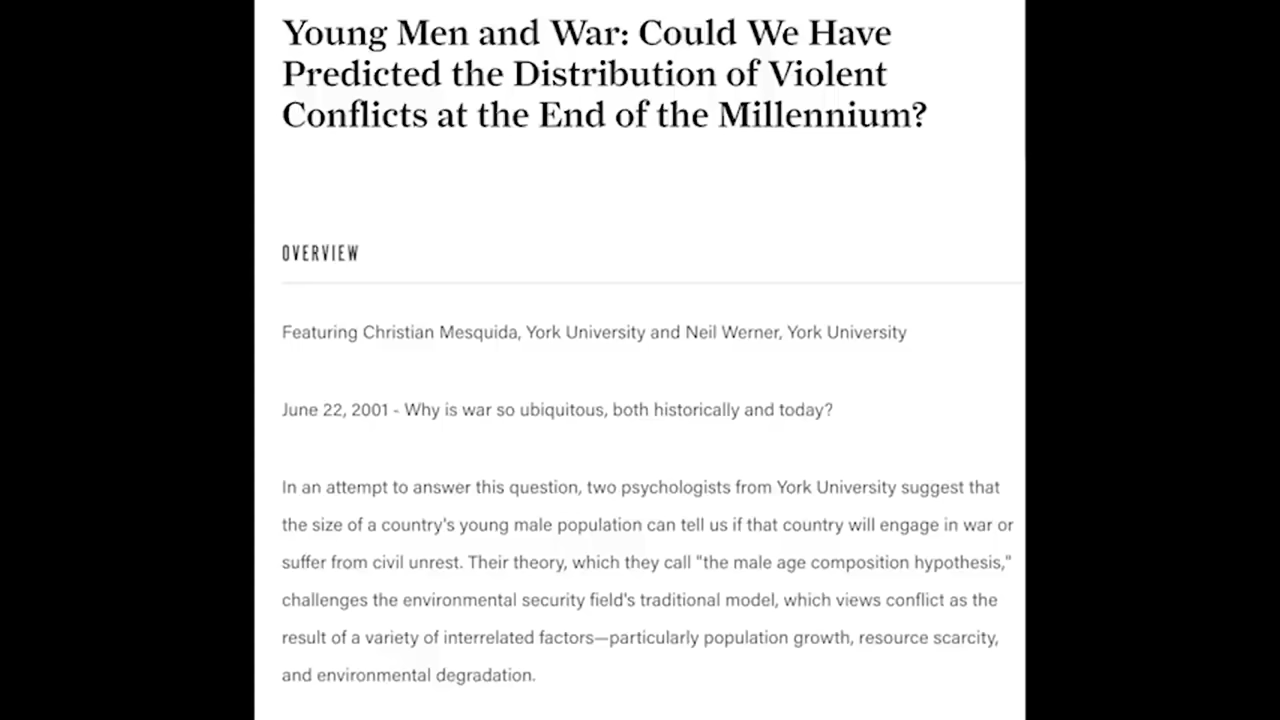 Young Men and War: Could We Have
Predicted the Distribution of Violent
Conflicts at the End of the Millennium?
OVERVIEW
Featuring Christian Mesquida, York University and Neil Werner, York University
June 22, 2001 - Why is war so ubiquitous, both historically and today?
In an attempt to answer this question, two psychologists from York University suggest that
the size of a country's young male population can tell us if that country will engage in war or
suffer from civil unrest. Their theory, which they call "the male age composition hypothesis,"
challenges the environmental security field's traditional model, which views conflict as the
result of a variety of interrelated factors—particularly population growth, resource scarcity,
and environmental degradation.